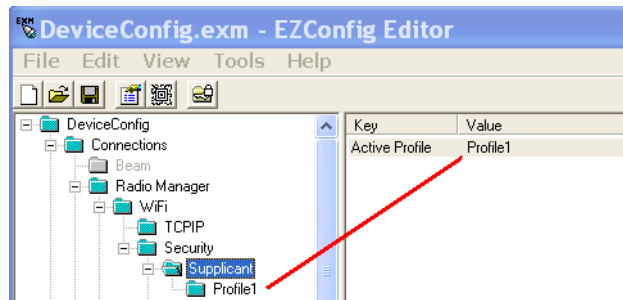 EXM
DeviceConfig.exm - EZConfig Editor
File Edit View Tools Help
DeviceConfig
Connections
Beam
Radio Manager
WiFi
TCPIP
Security
Supplicant
Profile1
Key Value
Active Profile Profile1